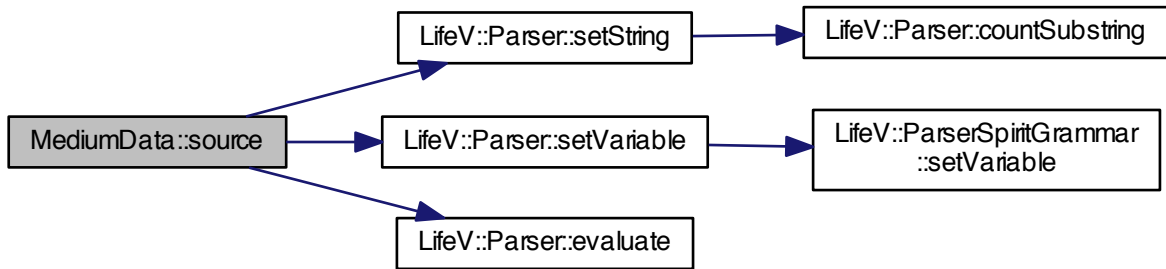 LifeV::Parser::setString
LifeV::Parser::countSubstring
MediumData::source
LifeV::Parser::setVariable
LifeV::ParserSpiritGrammar
::setVariable
LifeV::Parser::evaluate